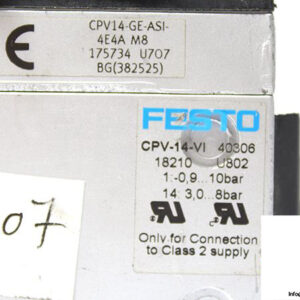 CPV14-GE-ASI-
4E4A M8
175734 U707
BG(382525)
FESTO
CPV-14-VI 40306
18210 U802
1:-0,9...10bar
14: 3,0...8bar
Only for Connection
to Class 2 supply
07